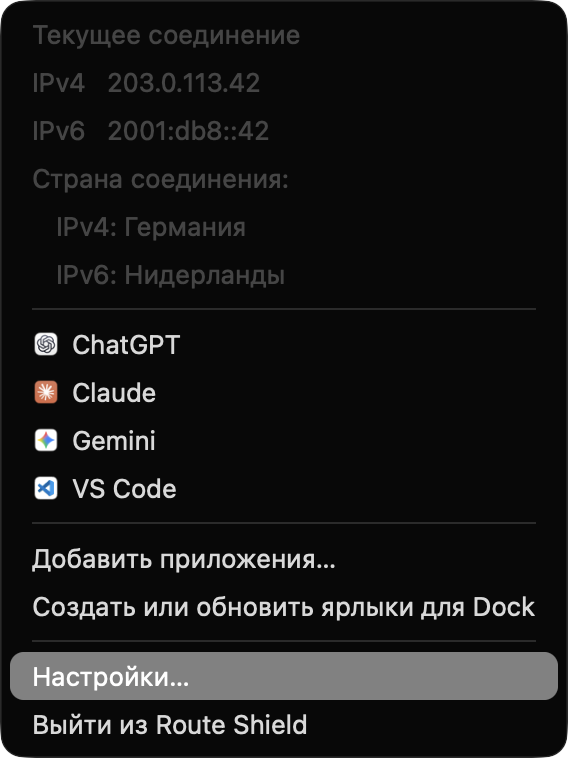 Текущее соединение
IPv4 203.0.113.42
IPv6 2001:db8::42
Страна соединения:
IPv4: Германия
IPv6: Нидерланды
ChatGPT
Claude
Gemini
VS Code
Добавить приложения...
Создать или обновить ярлыки для Dock
Настройки...
Выйти из Route Shield